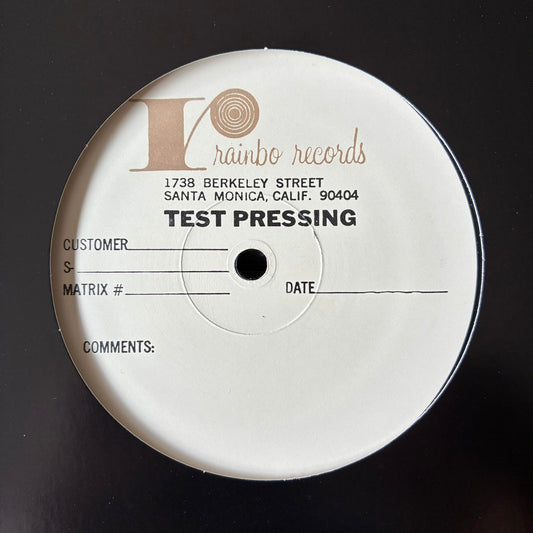 r
rainbo records
1738 BERKELEY STREET
SANTA MONICA, CALIF. 90404
TEST PRESSING
CUSTOMER
S-
MATRIX # DATE
COMMENTS: